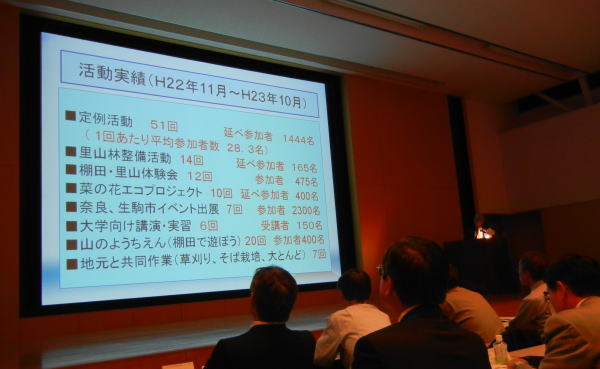 活動実績(H22年11月~H23年10月)
■定例活動 51回 延べ参加者 1444名
(1回あたり平均参加者数 28.3名)
■里山林整備活動 14回 延べ参加者 165名
■棚田・里山体験会 12回 参加者 475名
■菜の花エコプロジェクト 10回 延べ参加者 400名
■奈良、生駒市イベント出展 7回 参加者 2300名
■大学向け講演・実習 6回 受講者 150名
■山のようちえん(棚田で遊ぼう) 20回 参加者400名
■地元と共同作業(草刈り、そば栽培、大とんど) 7回